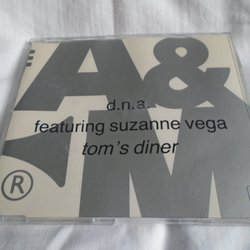 A&
d.n.a.
featuring suzanne vega
tom's diner
® M